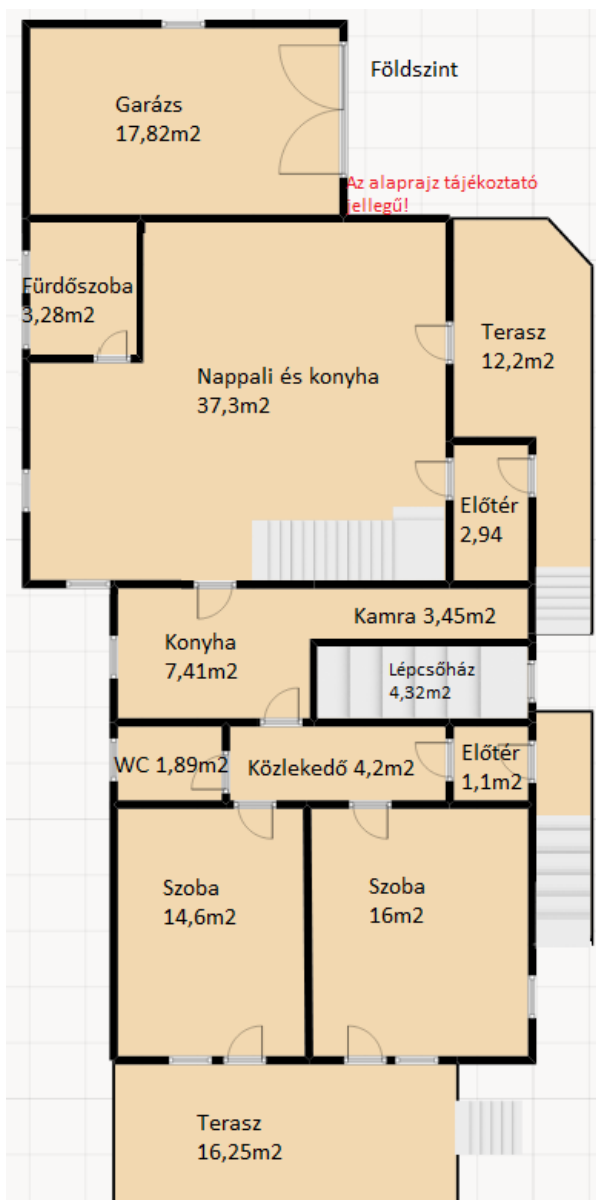 Földszint
Garázs
17,82m2
Az alaprajz tájékoztató
jellegű!
Fürdőszoba
3,28m2
Terasz
12,2m2
Nappali és konyha
37,3m2
Előtér
2,94
Kamra 3,45m2
Konyha
7,41m2
Lépcsőház
4,32m2
WC 1,89m2
Közlekedő 4,2m2
Előtér
1,1m2
Szoba
14,6m2
Szoba
16m2
Terasz
16,25m2